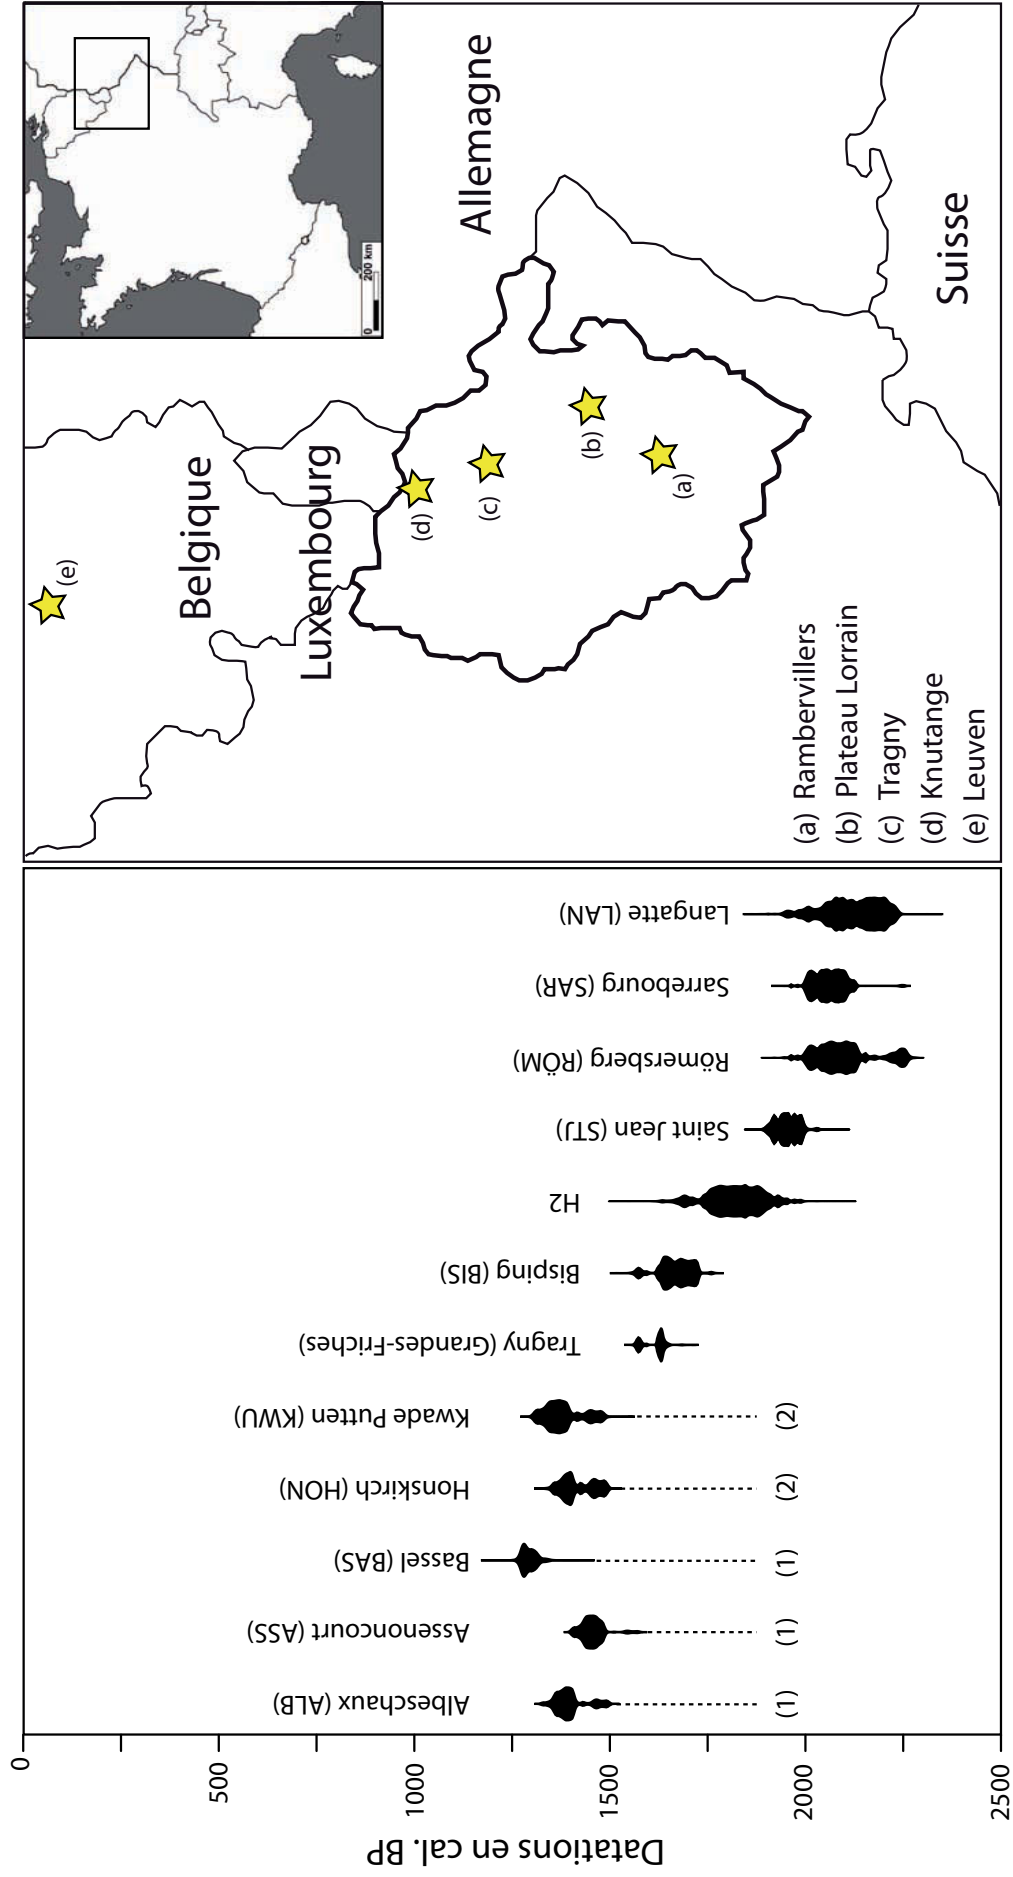 Datations en cal. BP
0
500
1000
1500
2000
2500
Albeschaux (ALB)
(1)
Assenoncourt (ASS)
(1)
Bassel (BAS)
(1)
Honskirch (HON)
(2)
Kwade Putten (KWU)
(2)
Tragny (Grandes-Friches)
Bisping (BIS)
H2
Saint Jean (STJ)
Römersberg (RÖM)
Sarrebourg (SAR)
Langatte (LAN)
Belgique
Luxembourg
Allemagne
Suisse
(e)
(d)
(c)
(b)
(a)
(a) Rambervillers
(b) Plateau Lorrain
(c) Tragny
(d) Knutange
(e) Leuven
0 200 km